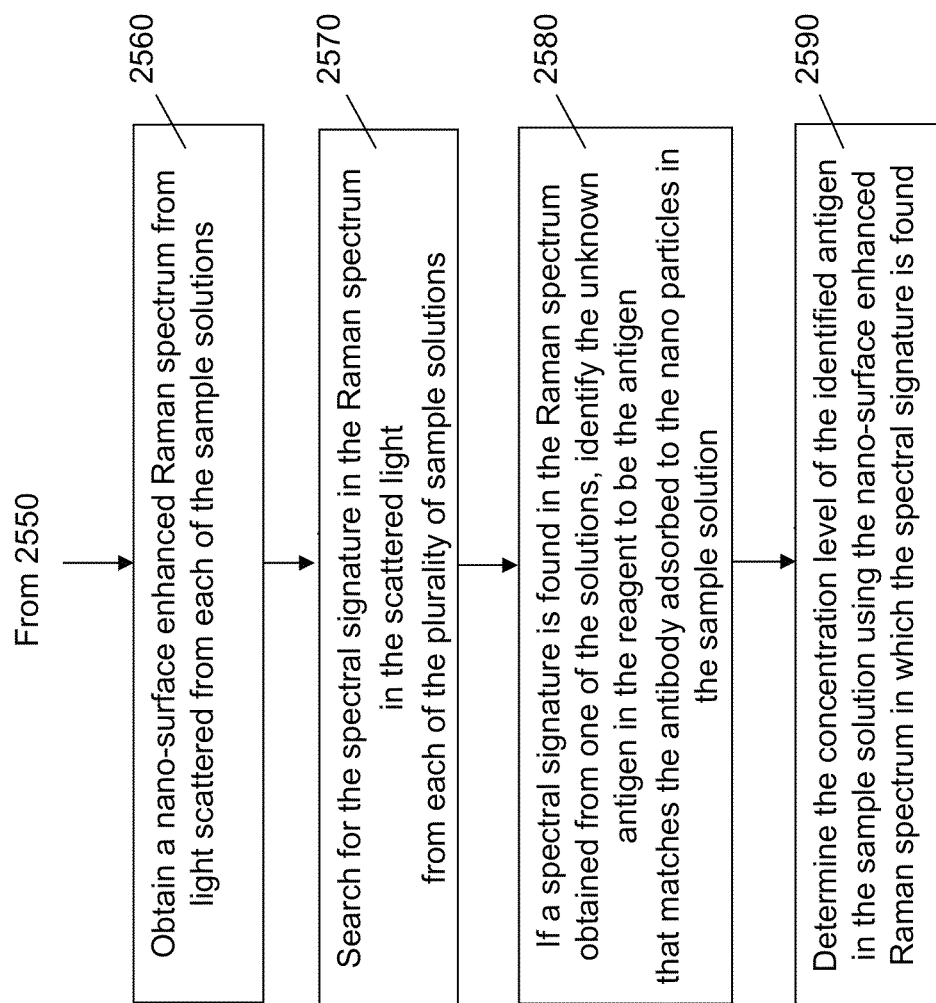 From 2550
2560
Obtain a nano-surface enhanced Raman spectrum from
light scattered from each of the sample solutions
2570
Search for the spectral signature in the Raman spectrum
in the scattered light
from each of the plurality of sample solutions
2580
If a spectral signature is found in the Raman spectrum
obtained from one of the solutions, identify the unknown
antigen in the reagent to be the antigen
that matches the antibody adsorbed to the nano particles in
the sample solution
2590
Determine the concentration level of the identified antigen
in the sample solution using the nano-surface enhanced
Raman spectrum in which the spectral signature is found